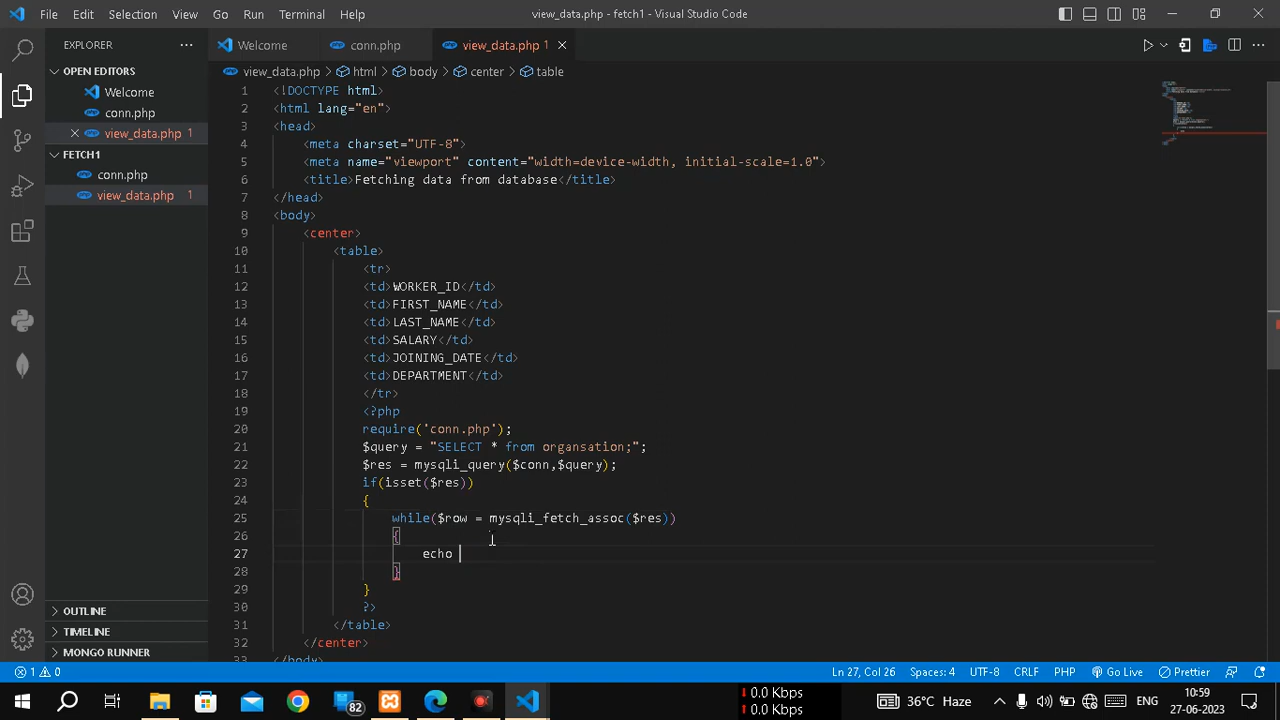 File Edit Selection View Go Run Terminal Help view_data.php - fetch1 - Visual Studio Code
EXPLORER ··· Welcome conn.php view_data.php 1
OPEN EDITORS
Welcome
conn.php
view_data.php 1
FETCH1
conn.php
view_data.php 1
OUTLINE
TIMELINE
MONGO RUNNER
view_data.php > html > body > center > table
1 <!DOCTYPE html>
2 <html lang="en">
3 <head>
4 <meta charset="UTF-8">
5 <meta name="viewport" content="width=device-width, initial-scale=1.0">
6 <title>Fetching data from database</title>
7 </head>
8 <body>
9 <center>
10 <table>
11 <tr>
12 <td>WORKER_ID</td>
13 <td>FIRST_NAME</td>
14 <td>LAST_NAME</td>
15 <td>SALARY</td>
16 <td>JOINING_DATE</td>
17 <td>DEPARTMENT</td>
18 </tr>
19 <?php
20 require('conn.php');
21 $query = "SELECT * from organsation;";
22 $res = mysqli_query($conn,$query);
23 if(isset($res))
24 {
25 while($row = mysqli_fetch_assoc($res))
26 {
27 echo
28 }
29 }
30 ?>
31 </table>
32 </center>
33 </body>
1 0 Ln 27, Col 26 Spaces: 4 UTF-8 CRLF PHP Go Live Prettier
82 0.0 Kbps 36°C Haze ENG 10:59
0.0 Kbps 27-06-2023